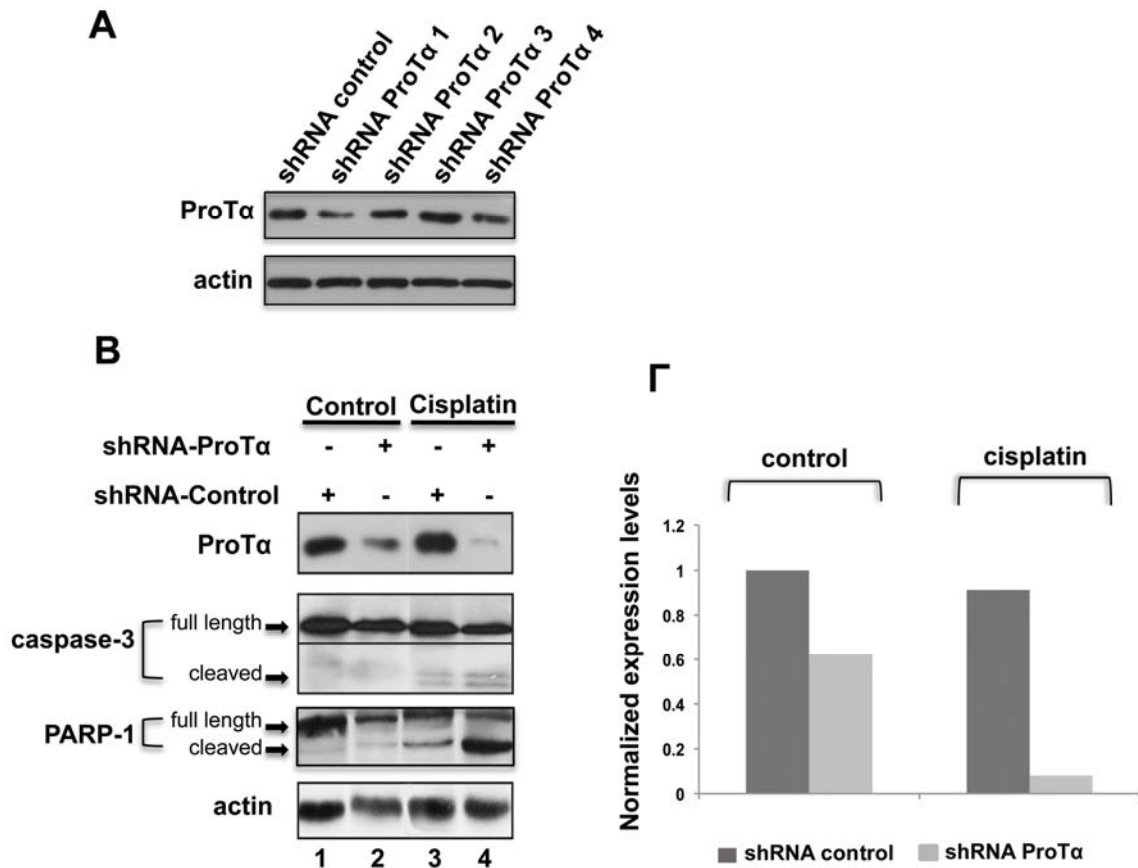 A
shRNA control
shRNA ProTα 1
shRNA ProTα 2
shRNA ProTα 3
shRNA ProTα 4
ProTα
actin
B
Control Cisplatin
shRNA-ProTα - + - +
shRNA-Control + - + -
ProTα
caspase-3
full length
cleaved
PARP-1
full length
cleaved
actin
1 2 3 4
Γ
control cisplatin
Normalized expression levels
1.2
1
0.8
0.6
0.4
0.2
0
shRNA control shRNA ProTα